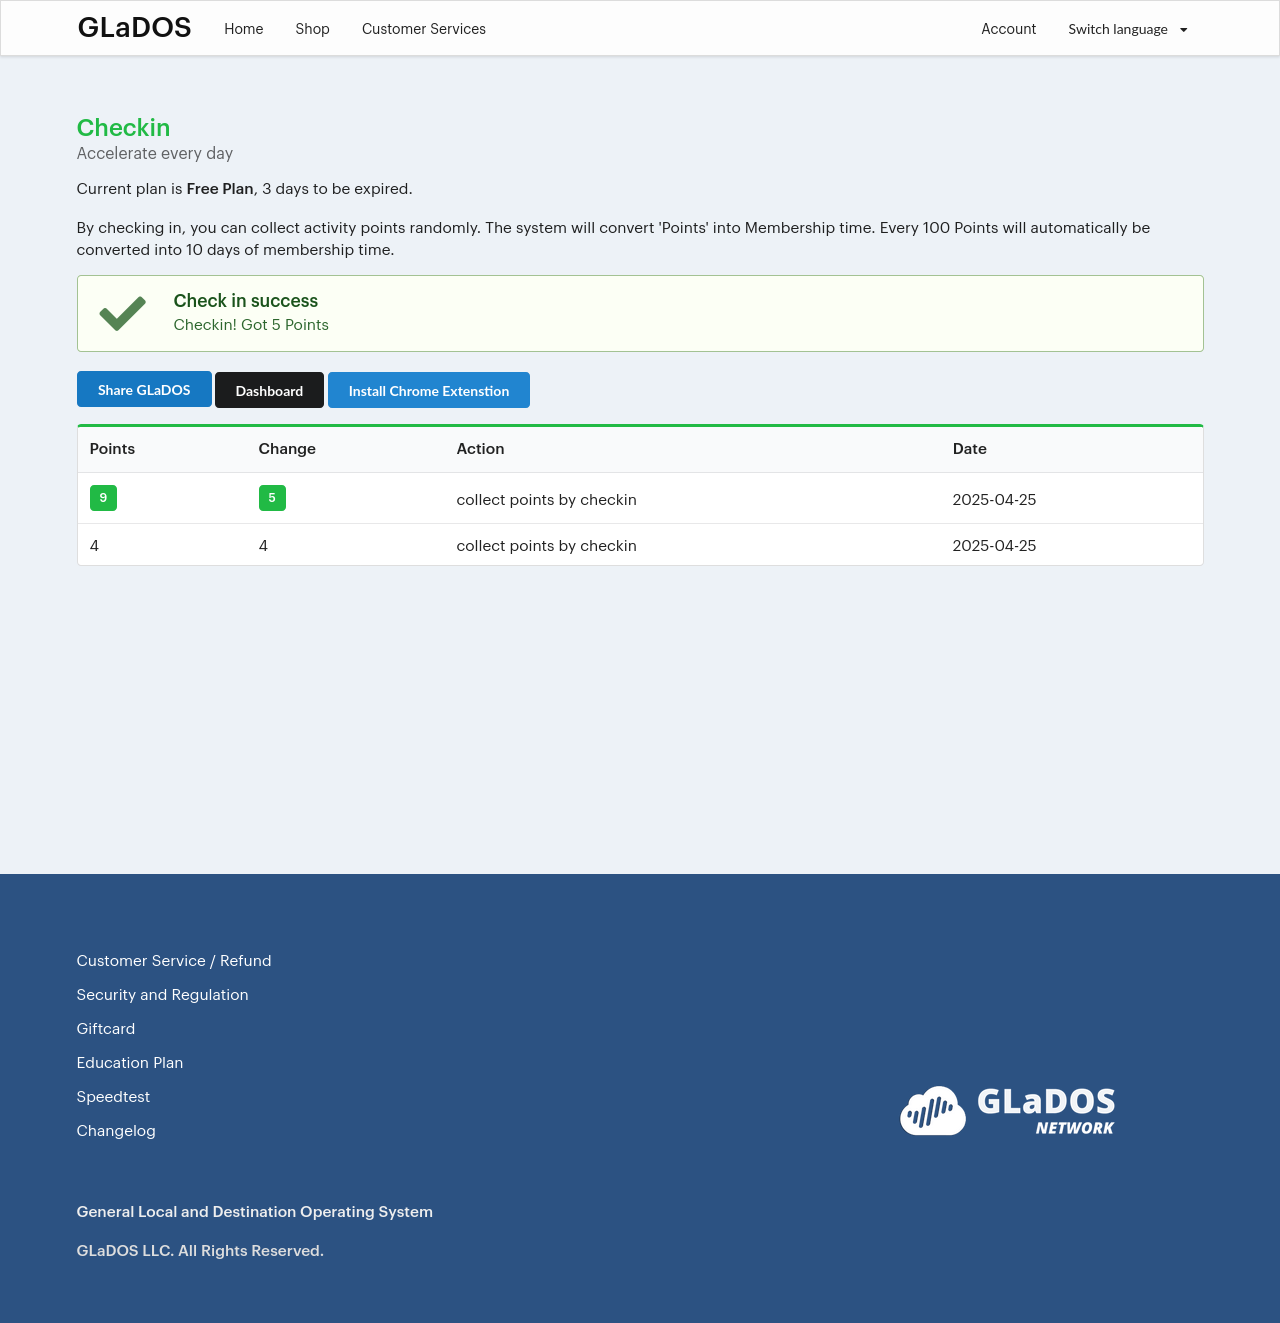 GLaDOS Home Shop Customer Services Account Switch language
Checkin
Accelerate every day
Current plan is Free Plan, 3 days to be expired.
By checking in, you can collect activity points randomly. The system will convert 'Points' into Membership time. Every 100 Points will automatically be
converted into 10 days of membership time.
Check in success
Checkin! Got 5 Points
Share GLaDOS Dashboard Install Chrome Extenstion
Points Change Action Date
9 5 collect points by checkin 2025-04-25
4 4 collect points by checkin 2025-04-25
Customer Service / Refund
Security and Regulation
Giftcard
Education Plan
Speedtest
Changelog
GLaDOS
NETWORK
General Local and Destination Operating System
GLaDOS LLC. All Rights Reserved.